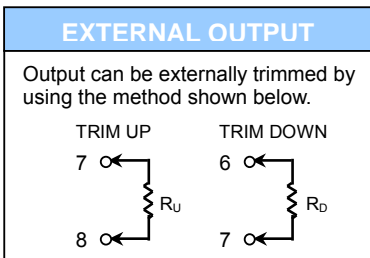 EXTERNAL OUTPUT
Output can be externally trimmed by
using the method shown below.
TRIM UP TRIM DOWN
7 6
RU RD
8 7